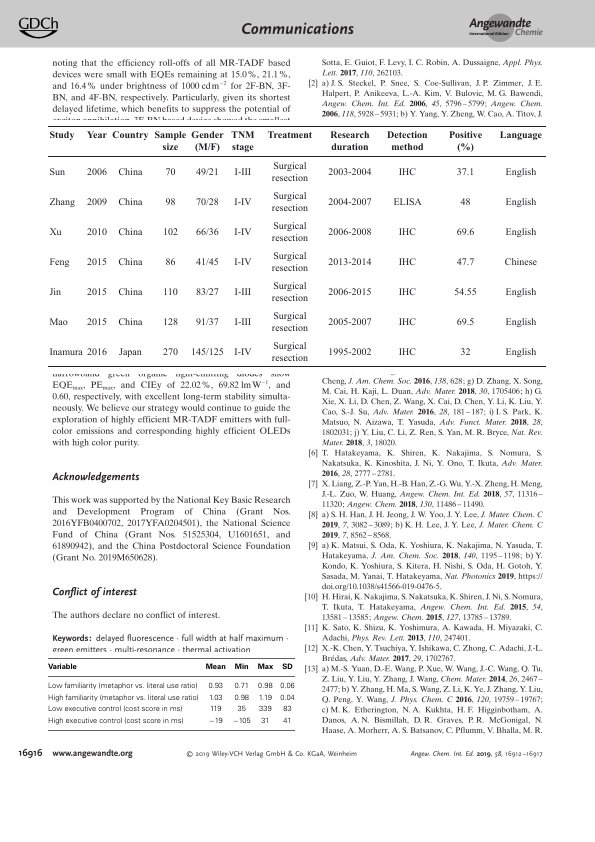 GDCh
Communications
Angewandte
International Edition Chemie
noting that the efficiency roll-offs of all MR-TADF based
devices were small with EQEs remaining at 15.0%, 21.1%,
and 16.4% under brightness of 1000 cdm⁻² for 2F-BN, 3F-
BN, and 4F-BN, respectively. Particularly, given its shortest
delayed lifetime, which benefits to suppress the potential of
Sotta, E. Guiot, F. Levy, I. C. Robin, A. Dussaigne, Appl. Phys.
Lett. 2017, 110, 262103.
[2] a) J. S. Steckel, P. Snee, S. Coe-Sullivan, J. P. Zimmer, J. E.
Halpert, P. Anikeeva, L.-A. Kim, V. Bulovic, M. G. Bawendi,
Angew. Chem. Int. Ed. 2006, 45, 5796–5799; Angew. Chem.
2006, 118, 5928–5931; b) Y. Yang, Y. Zheng, W. Cao, A. Titov, J.
Study Year Country Sample size Gender (M/F) TNM stage Treatment Research duration Detection method Positive (%) Language
Sun 2006 China 70 49/21 I-III Surgical resection 2003-2004 IHC 37.1 English
Zhang 2009 China 98 70/28 I-IV Surgical resection 2004-2007 ELISA 48 English
Xu 2010 China 102 66/36 I-IV Surgical resection 2006-2008 IHC 69.6 English
Feng 2015 China 86 41/45 I-IV Surgical resection 2013-2014 IHC 47.7 Chinese
Jin 2015 China 110 83/27 I-III Surgical resection 2006-2015 IHC 54.55 English
Mao 2015 China 128 91/37 I-III Surgical resection 2005-2007 IHC 69.5 English
Inamura 2016 Japan 270 145/125 I-IV Surgical resection 1995-2002 IHC 32 English
narrowband green organic light-emitting diodes show
EQEmax, PEmax, and CIEy of 22.02%, 69.82 lm W⁻¹, and
0.60, respectively, with excellent long-term stability simulta-
neously. We believe our strategy would continue to guide the
exploration of highly efficient MR-TADF emitters with full-
color emissions and corresponding highly efficient OLEDs
with high color purity.
Acknowledgements
This work was supported by the National Key Basic Research
and Development Program of China (Grant Nos.
2016YFB0400702, 2017YFA0204501), the National Science
Fund of China (Grant Nos. 51525304, U1601651, and
61890942), and the China Postdoctoral Science Foundation
(Grant No. 2019M650628).
Conflict of interest
The authors declare no conflict of interest.
Keywords: delayed fluorescence · full width at half maximum ·
green emitters · multi-resonance · thermal activation
Variable Mean Min Max SD
Low familiarity (metaphor vs. literal use ratio) 0.93 0.71 0.98 0.06
High familiarity (metaphor vs. literal use ratio) 1.03 0.98 1.19 0.04
Low executive control (cost score in ms) 119 35 339 83
High executive control (cost score in ms) −19 −105 31 41
Cheng, J. Am. Chem. Soc. 2016, 138, 628; g) D. Zhang, X. Song,
M. Cai, H. Kaji, L. Duan, Adv. Mater. 2018, 30, 1705406; h) G.
Xie, X. Li, D. Chen, Z. Wang, X. Cai, D. Chen, Y. Li, K. Liu, Y.
Cao, S.-J. Su, Adv. Mater. 2016, 28, 181–187; i) I. S. Park, K.
Matsuo, N. Aizawa, T. Yasuda, Adv. Funct. Mater. 2018, 28,
1802031; j) Y. Liu, C. Li, Z. Ren, S. Yan, M. R. Bryce, Nat. Rev.
Mater. 2018, 3, 18020.
[6] T. Hatakeyama, K. Shiren, K. Nakajima, S. Nomura, S.
Nakatsuka, K. Kinoshita, J. Ni, Y. Ono, T. Ikuta, Adv. Mater.
2016, 28, 2777–2781.
[7] X. Liang, Z.-P. Yan, H.-B. Han, Z.-G. Wu, Y.-X. Zheng, H. Meng,
J.-L. Zuo, W. Huang, Angew. Chem. Int. Ed. 2018, 57, 11316–
11320; Angew. Chem. 2018, 130, 11486–11490.
[8] a) S. H. Han, J. H. Jeong, J. W. Yoo, J. Y. Lee, J. Mater. Chem. C
2019, 7, 3082–3089; b) K. H. Lee, J. Y. Lee, J. Mater. Chem. C
2019, 7, 8562–8568.
[9] a) K. Matsui, S. Oda, K. Yoshiura, K. Nakajima, N. Yasuda, T.
Hatakeyama, J. Am. Chem. Soc. 2018, 140, 1195–1198; b) Y.
Kondo, K. Yoshiura, S. Kitera, H. Nishi, S. Oda, H. Gotoh, Y.
Sasada, M. Yanai, T. Hatakeyama, Nat. Photonics 2019, https://
doi.org/10.1038/s41566-019-0476-5.
[10] H. Hirai, K. Nakajima, S. Nakatsuka, K. Shiren, J. Ni, S. Nomura,
T. Ikuta, T. Hatakeyama, Angew. Chem. Int. Ed. 2015, 54,
13581–13585; Angew. Chem. 2015, 127, 13785–13789.
[11] K. Sato, K. Shizu, K. Yoshimura, A. Kawada, H. Miyazaki, C.
Adachi, Phys. Rev. Lett. 2013, 110, 247401.
[12] X.-K. Chen, Y. Tsuchiya, Y. Ishikawa, C. Zhong, C. Adachi, J.-L.
Brédas, Adv. Mater. 2017, 29, 1702767.
[13] a) M.-S. Yuan, D.-E. Wang, P. Xue, W. Wang, J.-C. Wang, Q. Tu,
Z. Liu, Y. Liu, Y. Zhang, J. Wang, Chem. Mater. 2014, 26, 2467–
2477; b) Y. Zhang, H. Ma, S. Wang, Z. Li, K. Ye, J. Zhang, Y. Liu,
Q. Peng, Y. Wang, J. Phys. Chem. C 2016, 120, 19759–19767;
c) M. K. Etherington, N. A. Kukhta, H. F. Higginbotham, A.
Danos, A. N. Bismillah, D. R. Graves, P. R. McGonigal, N.
Haase, A. Morherr, A. S. Batsanov, C. Pflumm, V. Bhalla, M. R.
16916 www.angewandte.org © 2019 Wiley-VCH Verlag GmbH & Co. KGaA, Weinheim Angew. Chem. Int. Ed. 2019, 58, 16912–16917